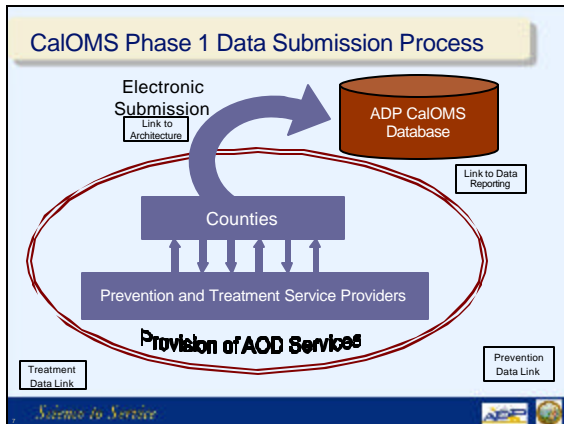 CalOMS Phase 1 Data Submission Process
Electronic
Submission
Link to
Architecture
ADP CalOMS
Database
Link to Data
Reporting
Counties
Prevention and Treatment Service Providers
Provision of AOD Services
Treatment
Data Link
Prevention
Data Link
Science to Service
ADP